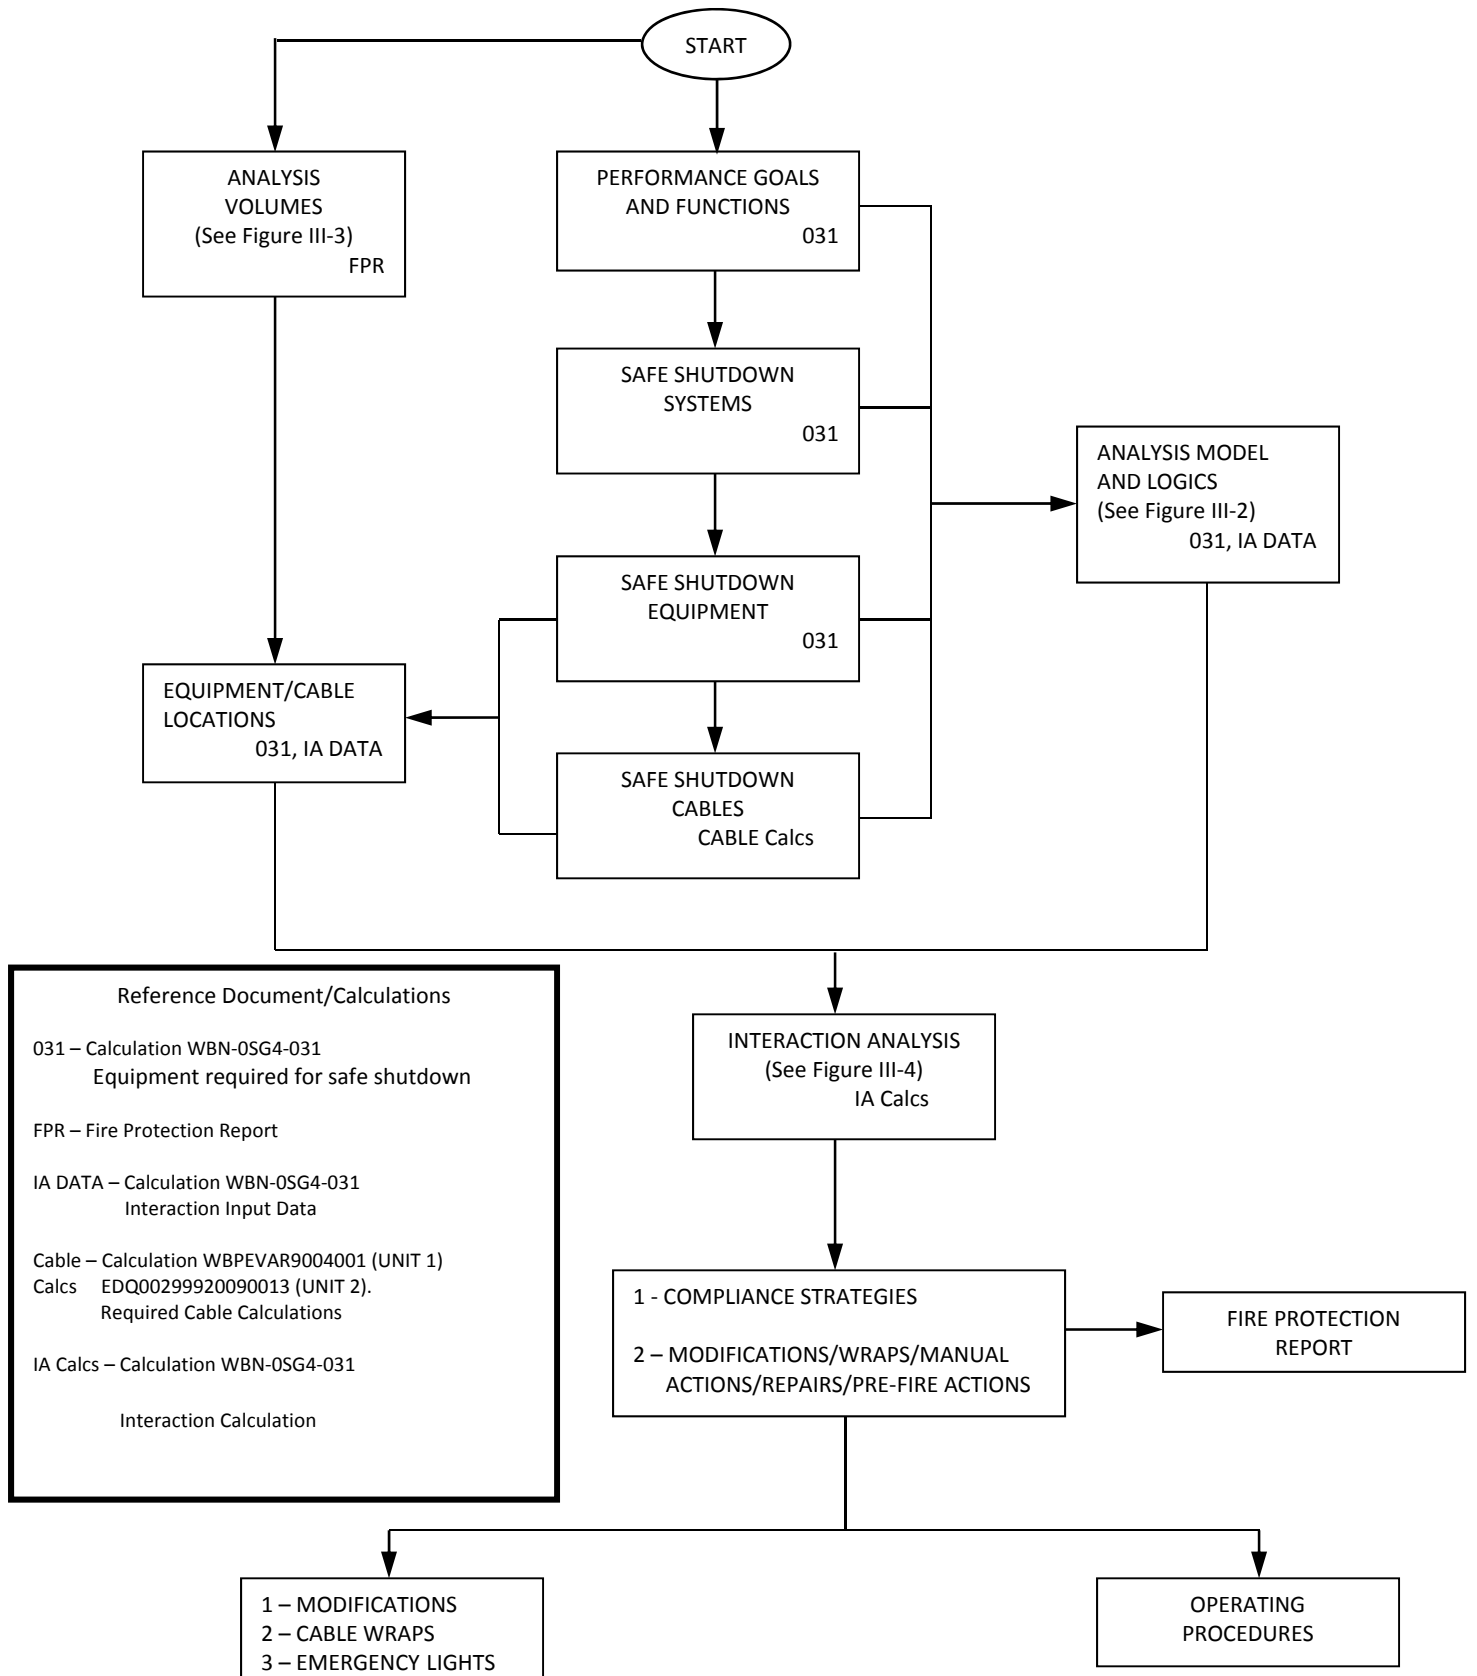 START
ANALYSIS
VOLUMES
(See Figure III-3)
FPR
PERFORMANCE GOALS
AND FUNCTIONS
031
SAFE SHUTDOWN
SYSTEMS
031
ANALYSIS MODEL
AND LOGICS
(See Figure III-2)
031, IA DATA
SAFE SHUTDOWN
EQUIPMENT
031
EQUIPMENT/CABLE
LOCATIONS
031, IA DATA
SAFE SHUTDOWN
CABLES
CABLE Calcs
Reference Document/Calculations
031 – Calculation WBN-0SG4-031
Equipment required for safe shutdown
FPR – Fire Protection Report
IA DATA – Calculation WBN-0SG4-031
Interaction Input Data
Cable – Calculation WBPEVAR9004001 (UNIT 1)
Calcs EDQ00299920090013 (UNIT 2).
Required Cable Calculations
IA Calcs – Calculation WBN-0SG4-031
Interaction Calculation
INTERACTION ANALYSIS
(See Figure III-4)
IA Calcs
1 - COMPLIANCE STRATEGIES
2 – MODIFICATIONS/WRAPS/MANUAL
ACTIONS/REPAIRS/PRE-FIRE ACTIONS
FIRE PROTECTION
REPORT
1 – MODIFICATIONS
2 – CABLE WRAPS
3 – EMERGENCY LIGHTS
OPERATING
PROCEDURES